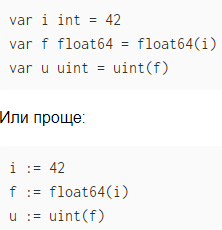 var i int = 42
var f float64 = float64(i)
var u uint = uint(f)
Или проще:
i := 42
f := float64(i)
u := uint(f)